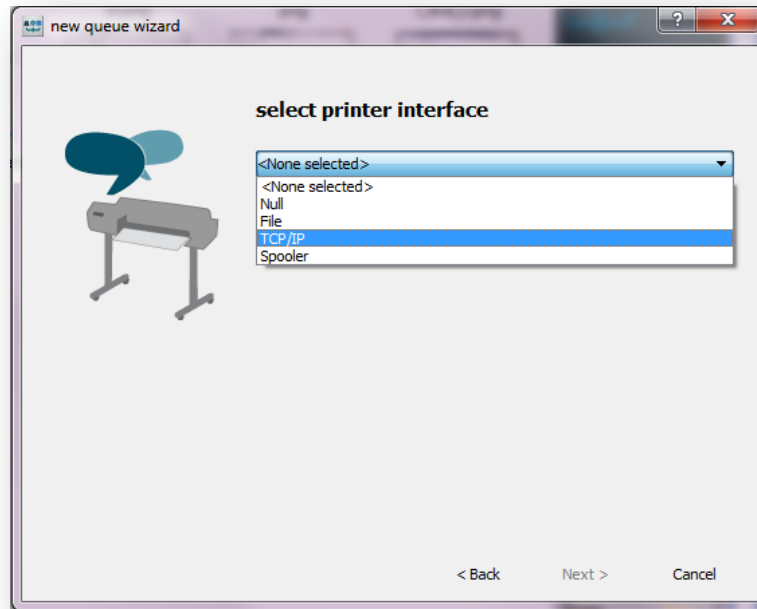 new queue wizard
?
select printer interface
<None selected>
<None selected>
Null
File
TCP/IP
Spooler
< Back Next > Cancel